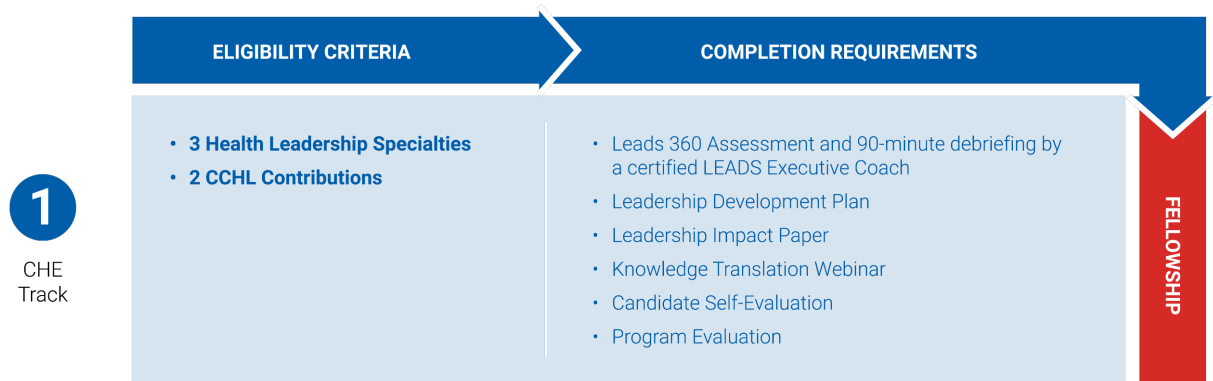 ELIGIBILITY CRITERIA
COMPLETION REQUIREMENTS
1
CHE
Track
• 3 Health Leadership Specialties
• 2 CCHL Contributions
• Leads 360 Assessment and 90-minute debriefing by
a certified LEADS Executive Coach
• Leadership Development Plan
• Leadership Impact Paper
• Knowledge Translation Webinar
• Candidate Self-Evaluation
• Program Evaluation
FELLOWSHIP